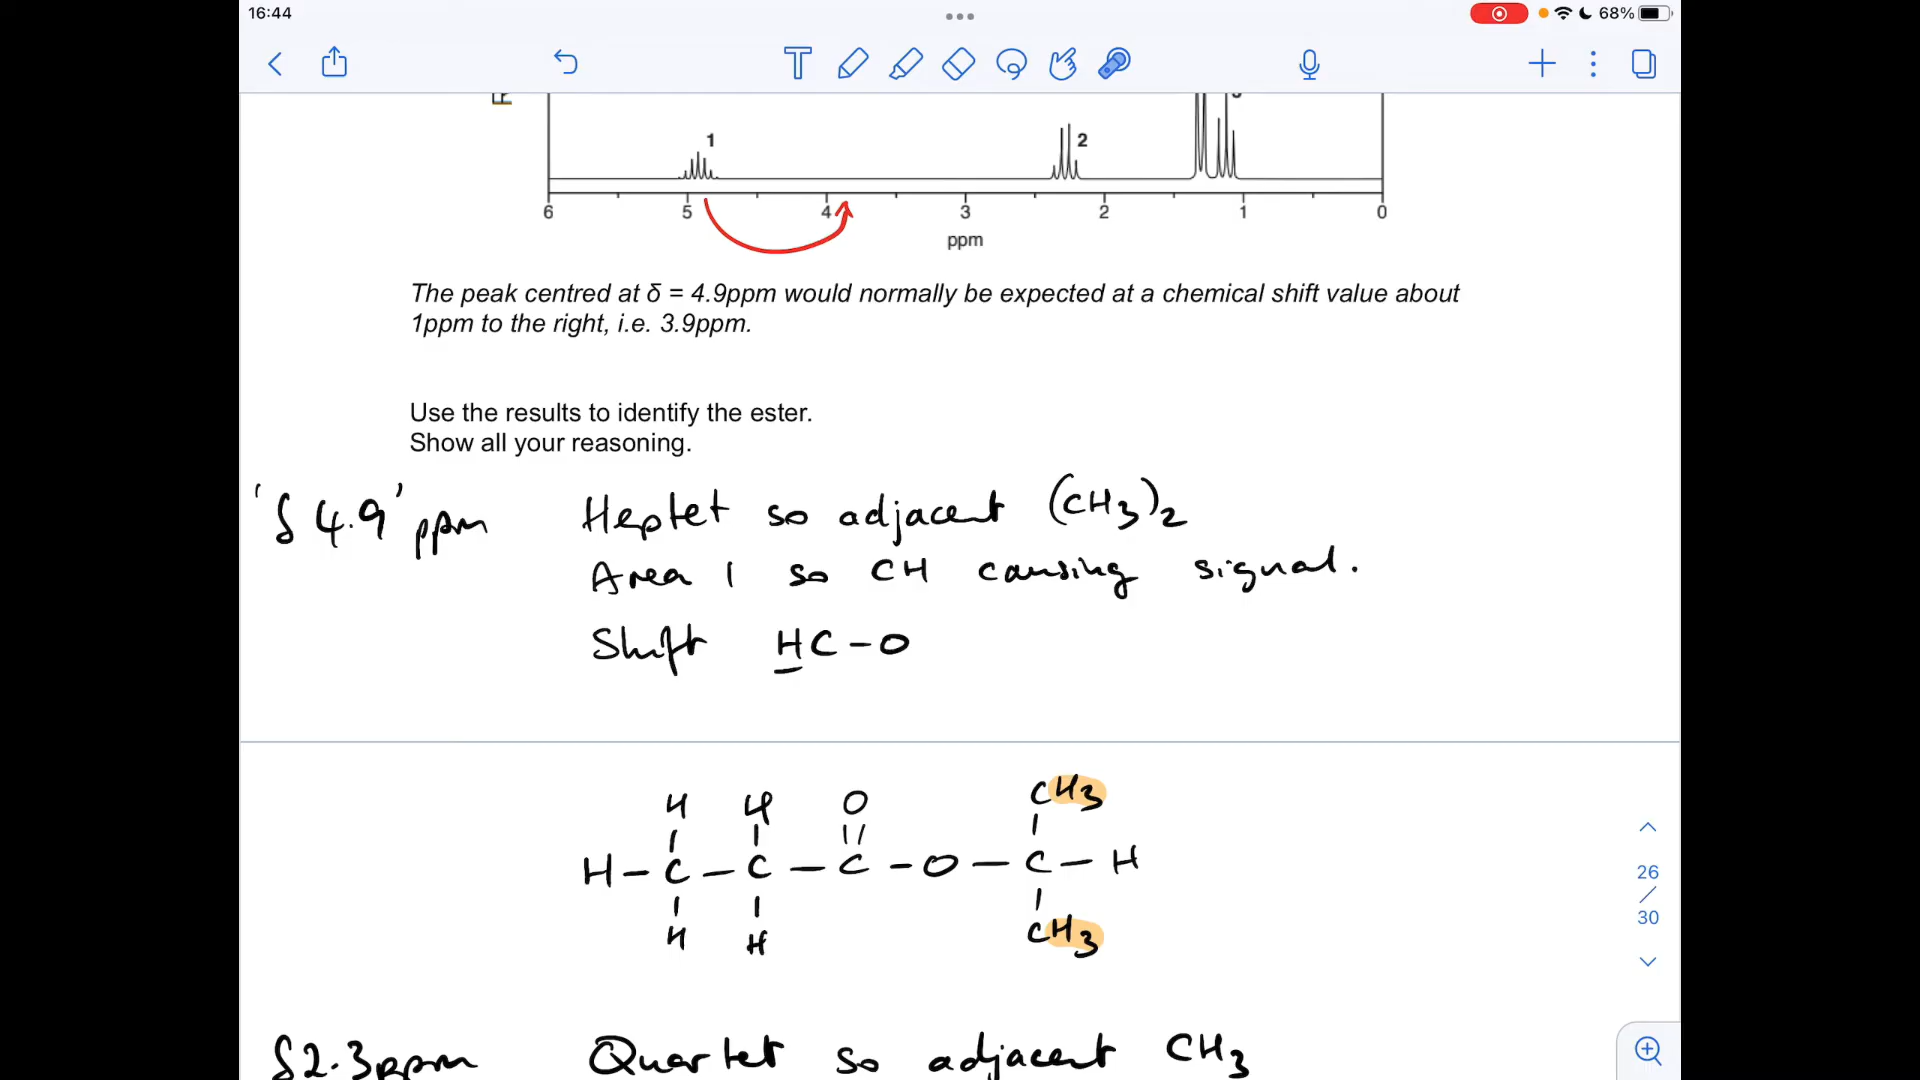 16:44
68%
T
1
2
6 5 4 3 2 1 0
ppm
The peak centred at δ = 4.9ppm would normally be expected at a chemical shift value about
1ppm to the right, i.e. 3.9ppm.
Use the results to identify the ester.
Show all your reasoning.
'δ 4.9' ppm Heptet so adjacent (CH3)2
Area 1 so CH causing signal.
Shift HC-O
H H O CH3
H-C-C-C-O-C-H
H H CH3
26
/
30
δ2.3ppm Quartet so adjacent CH3